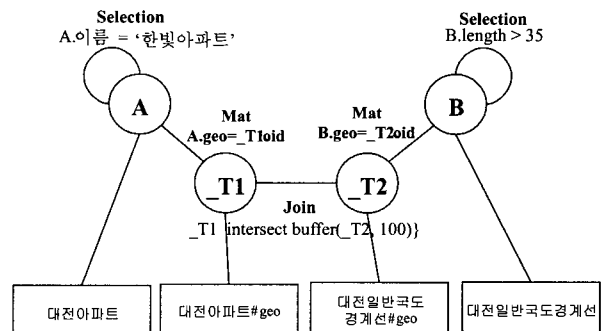 Selection
A.이름 = ‘한빛아파트’
Selection
B.length > 35
A
B
Mat
A.geo=_T1oid
Mat
B.geo=_T2oid
_T1
_T2
Join
_T1 intersect buffer(_T2, 100)}
대전아파트
대전아파트#geo
대전일반국도
경계선#geo
대전일반국도경계선